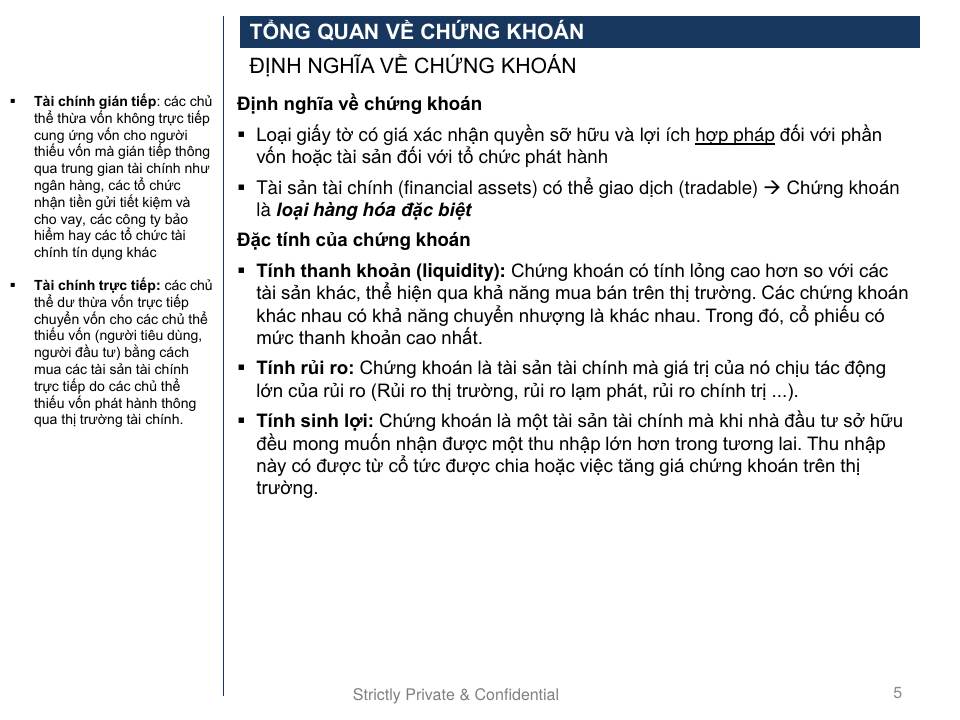 TỔNG QUAN VỀ CHỨNG KHOÁN
ĐỊNH NGHĨA VỀ CHỨNG KHOÁN
▪ Tài chính gián tiếp: các chủ
thể thừa vốn không trực tiếp
cung ứng vốn cho người
thiếu vốn mà gián tiếp thông
qua trung gian tài chính như
ngân hàng, các tổ chức
nhận tiền gửi tiết kiệm và
cho vay, các công ty bảo
hiểm hay các tổ chức tài
chính tín dụng khác
▪ Tài chính trực tiếp: các chủ
thể dư thừa vốn trực tiếp
chuyển vốn cho các chủ thể
thiếu vốn (người tiêu dùng,
người đầu tư) bằng cách
mua các tài sản tài chính
trực tiếp do các chủ thể
thiếu vốn phát hành thông
qua thị trường tài chính.
Định nghĩa về chứng khoán
▪ Loại giấy tờ có giá xác nhận quyền sỡ hữu và lợi ích hợp pháp đối với phần
vốn hoặc tài sản đối với tổ chức phát hành
▪ Tài sản tài chính (financial assets) có thể giao dịch (tradable) → Chứng khoán
là loại hàng hóa đặc biệt
Đặc tính của chứng khoán
▪ Tính thanh khoản (liquidity): Chứng khoán có tính lỏng cao hơn so với các
tài sản khác, thể hiện qua khả năng mua bán trên thị trường. Các chứng khoán
khác nhau có khả năng chuyển nhượng là khác nhau. Trong đó, cổ phiếu có
mức thanh khoản cao nhất.
▪ Tính rủi ro: Chứng khoán là tài sản tài chính mà giá trị của nó chịu tác động
lớn của rủi ro (Rủi ro thị trường, rủi ro lạm phát, rủi ro chính trị ...).
▪ Tính sinh lợi: Chứng khoán là một tài sản tài chính mà khi nhà đầu tư sở hữu
đều mong muốn nhận được một thu nhập lớn hơn trong tương lai. Thu nhập
này có được từ cổ tức được chia hoặc việc tăng giá chứng khoán trên thị
trường.
Strictly Private & Confidential
5